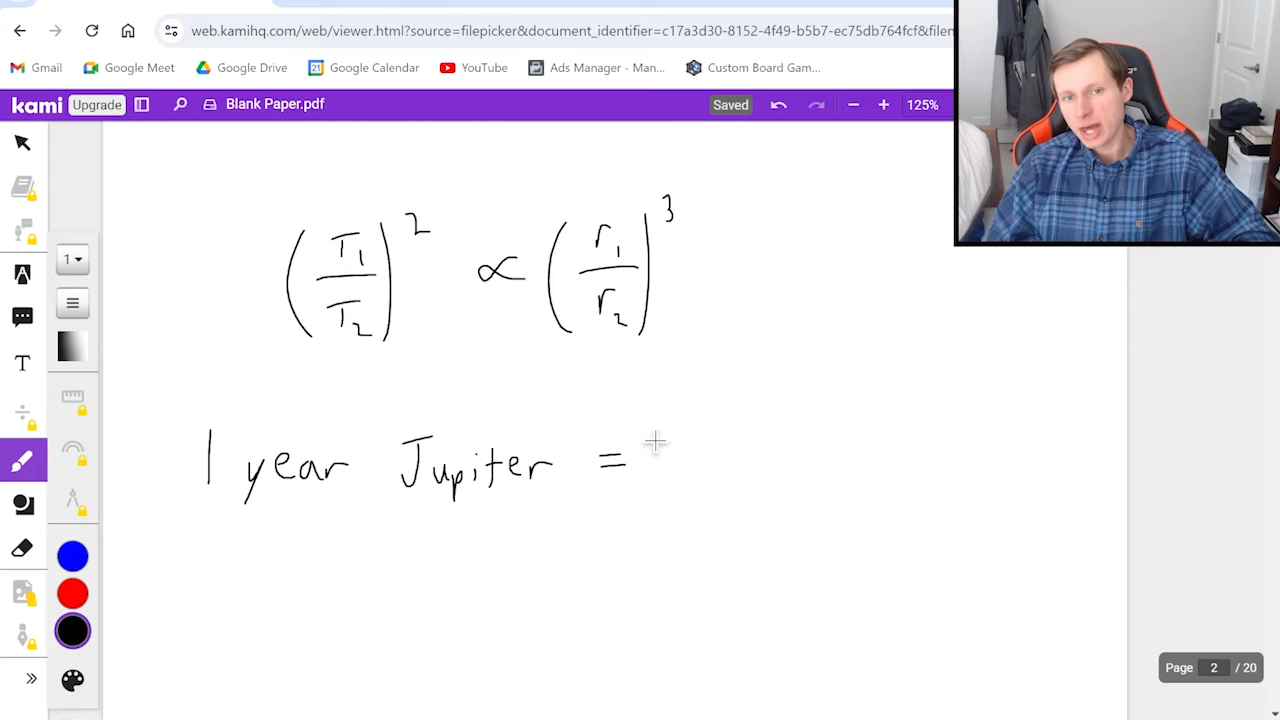 web.kamihq.com/web/viewer.html?source=filepicker&document_identifier=c17a3d30-8152-4f49-b5b7-ec75db764fcf&filen
Gmail Google Meet Google Drive 21 Google Calendar YouTube Ads Manager - Man... Custom Board Gam...
kami Upgrade Blank Paper.pdf Saved 125%
(T₁/T₂)² ∝ (r₁/r₂)³
1
1 year Jupiter =
A
T
Page 2 / 20